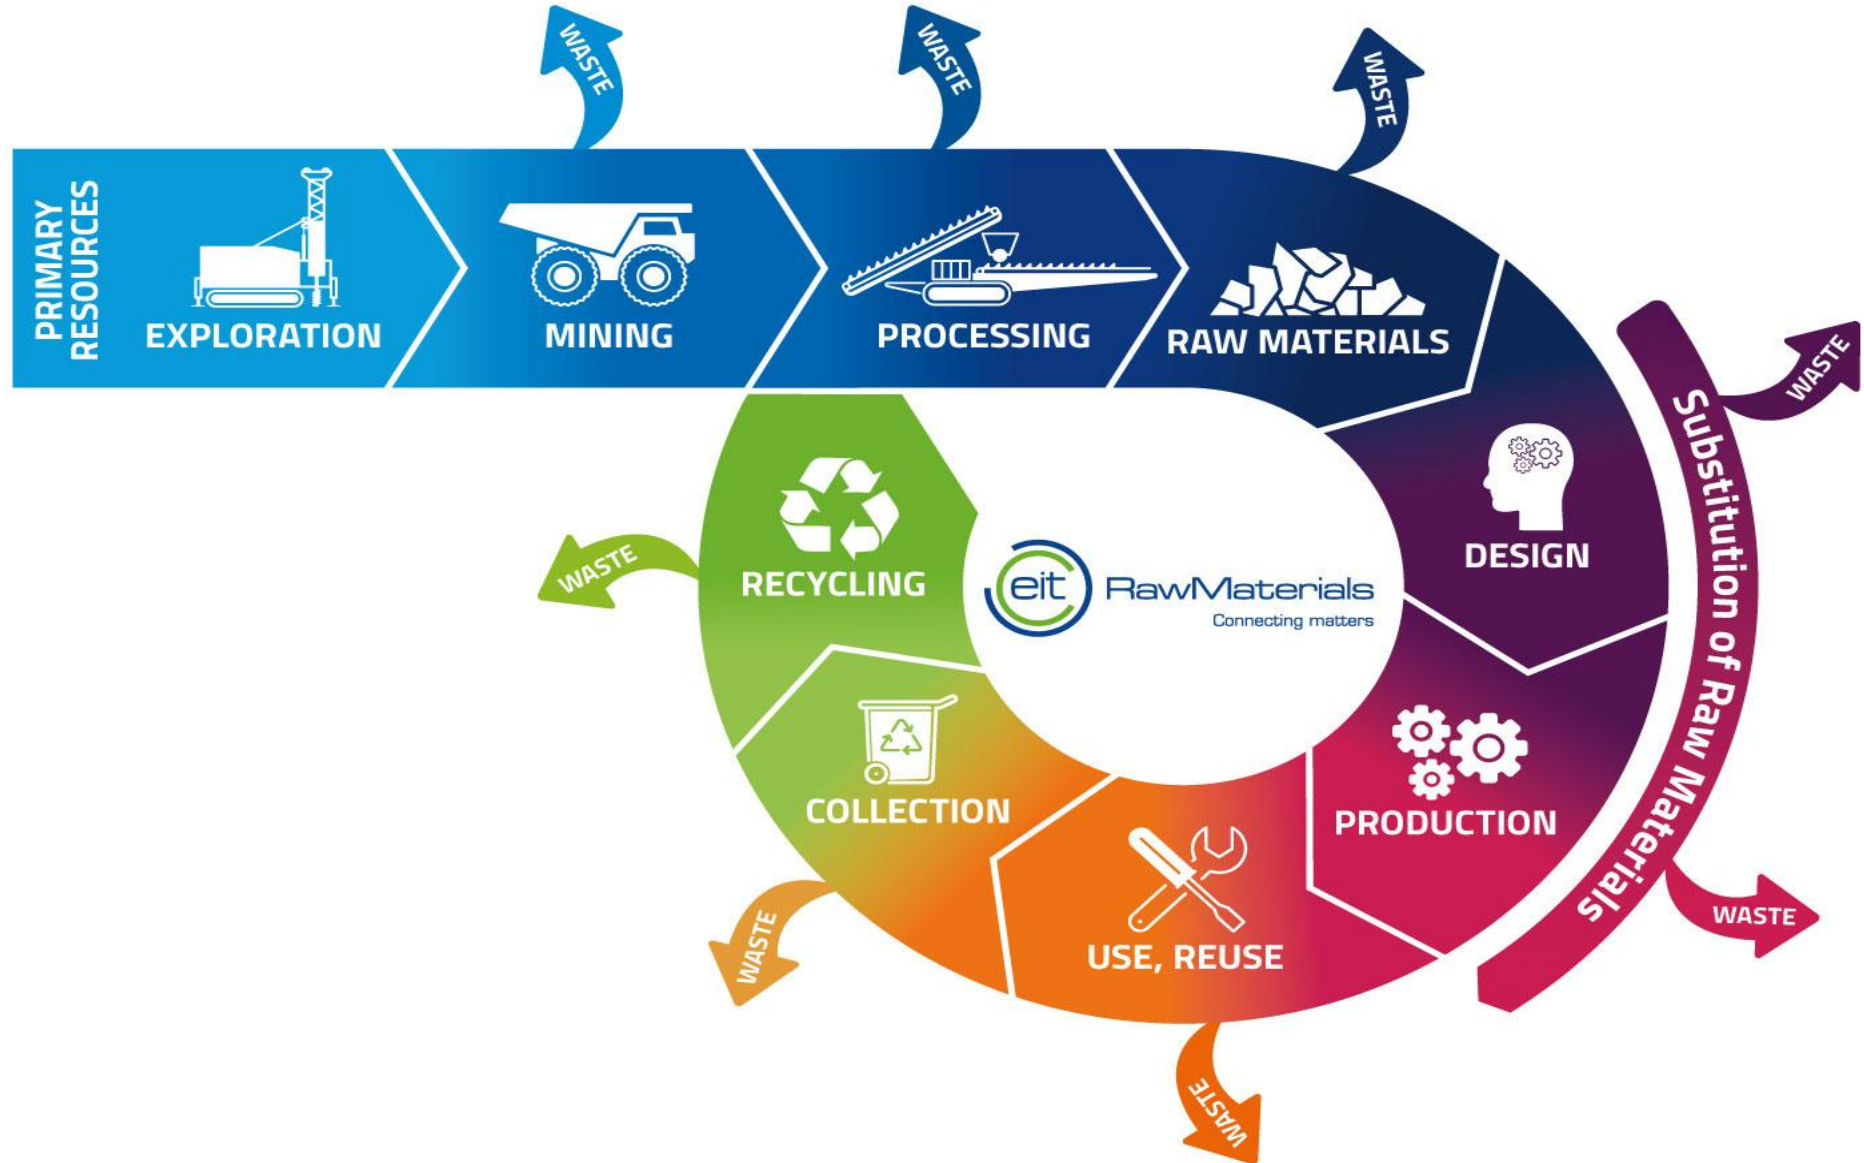 WASTE
WASTE
WASTE
PRIMARY
RESOURCES
EXPLORATION
MINING
PROCESSING
RAW MATERIALS
WASTE
Substitution of Raw Materials
DESIGN
RECYCLING
WASTE
eit RawMaterials
Connecting matters
COLLECTION
PRODUCTION
WASTE
WASTE
USE, REUSE
WASTE